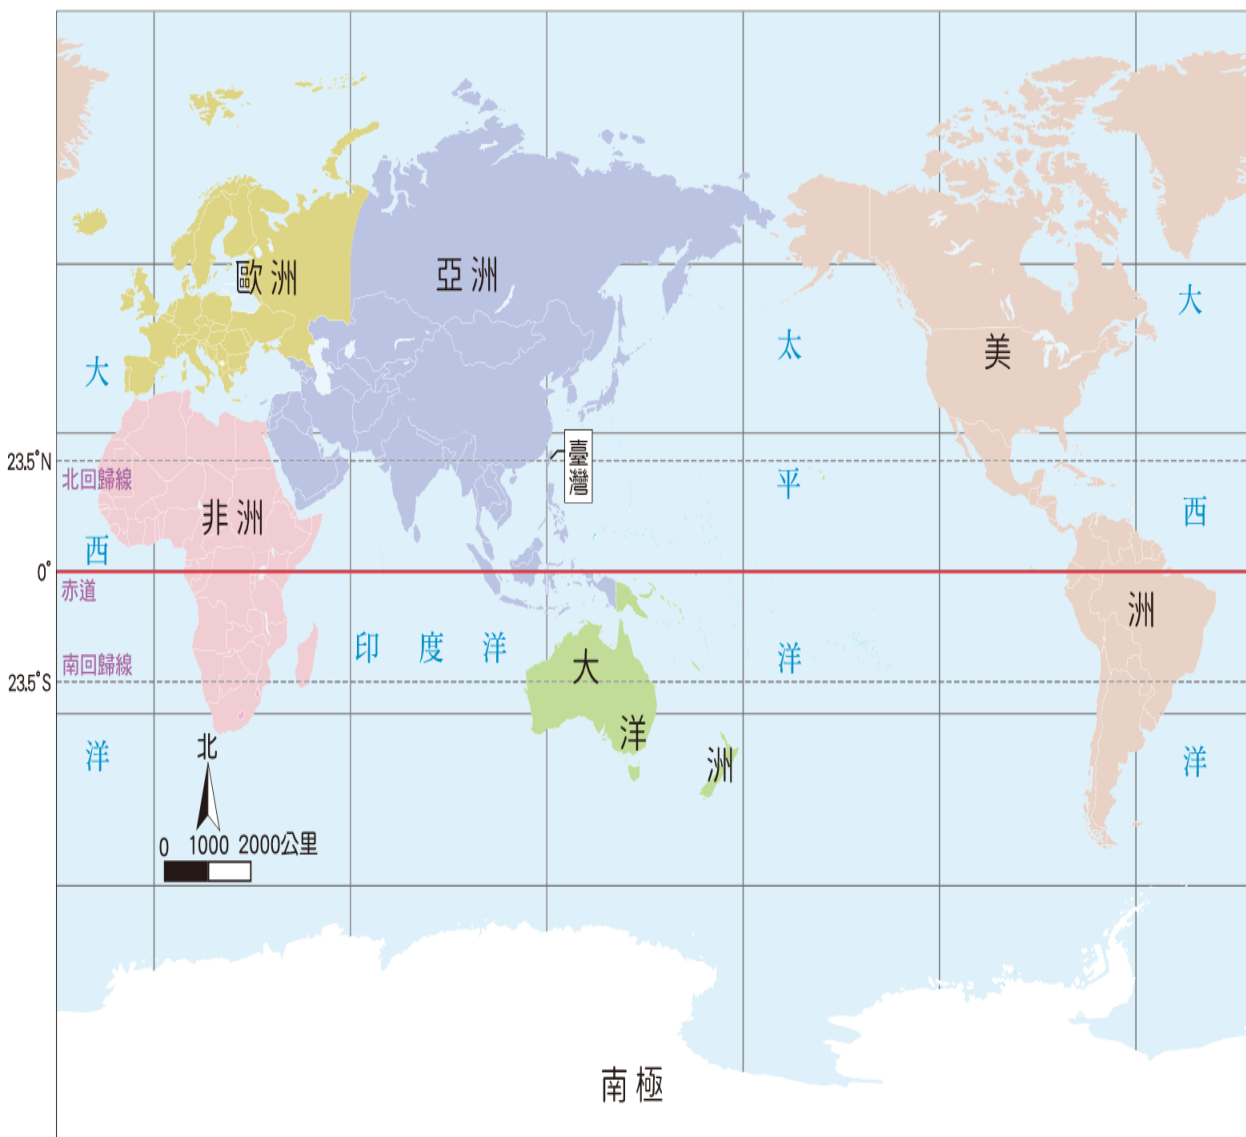 歐洲
亞洲
美
洲
非洲
大
洋
洲
南極
臺灣
大
西
洋
印度洋
太
平
洋
大
西
洋
23.5°N
北回歸線
0°
赤道
南回歸線
23.5°S
北
0 1000 2000公里